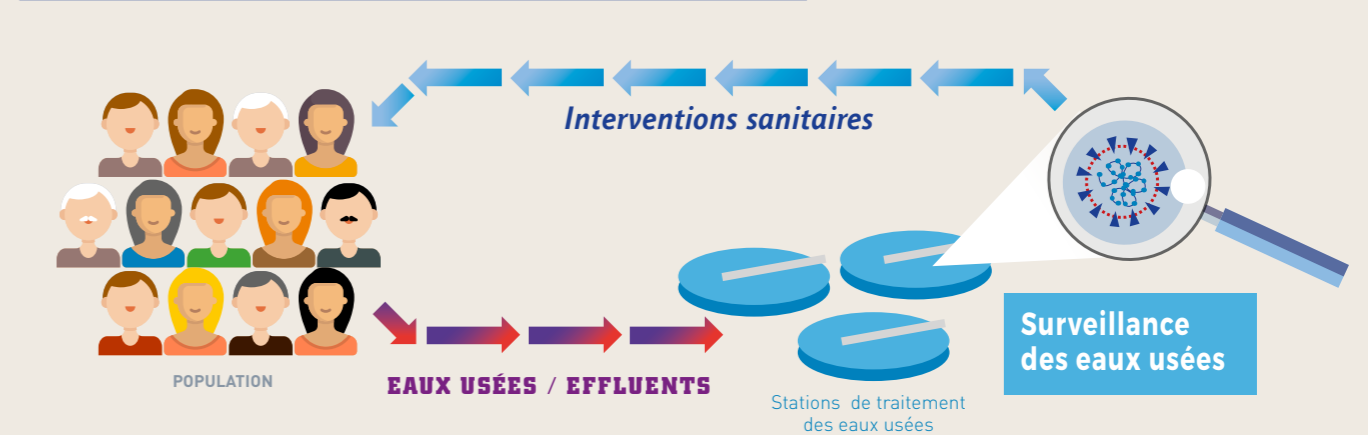 Interventions sanitaires
Surveillance
des eaux usées
POPULATION
EAUX USÉES / EFFLUENTS
Stations de traitement
des eaux usées